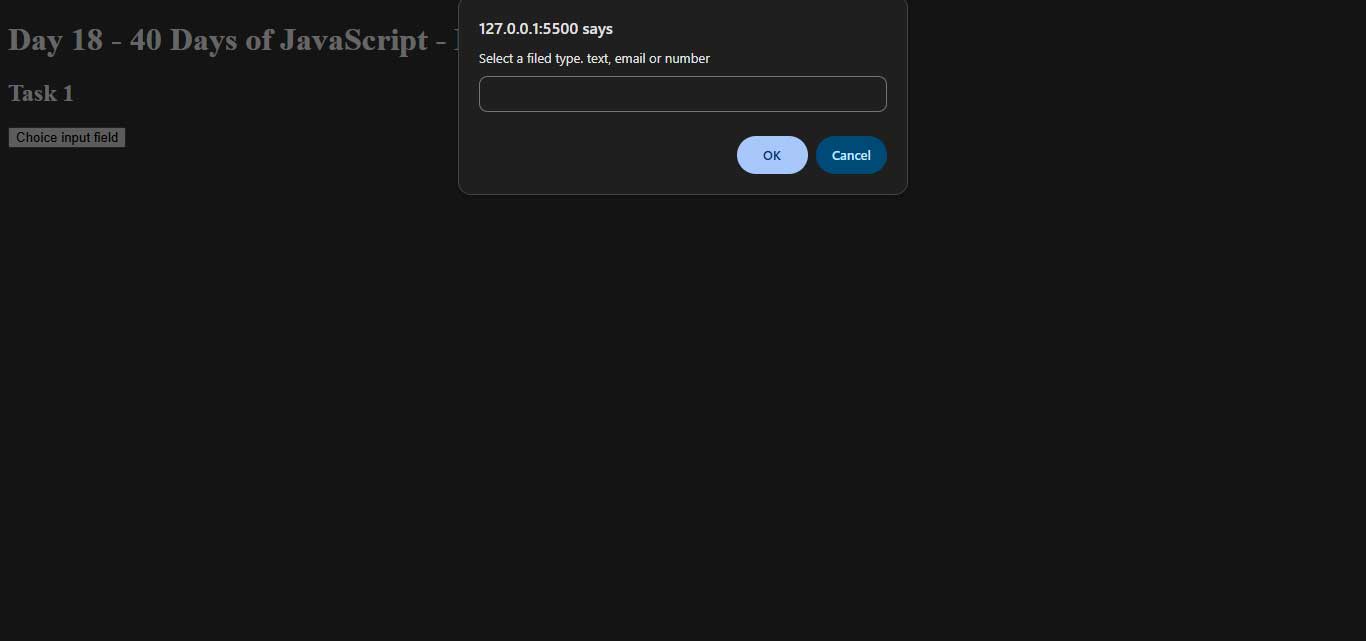 Day 18 - 40 Days of JavaScript -
127.0.0.1:5500 says
Select a filed type. text, email or number
Task 1
Choice input field
OK
Cancel